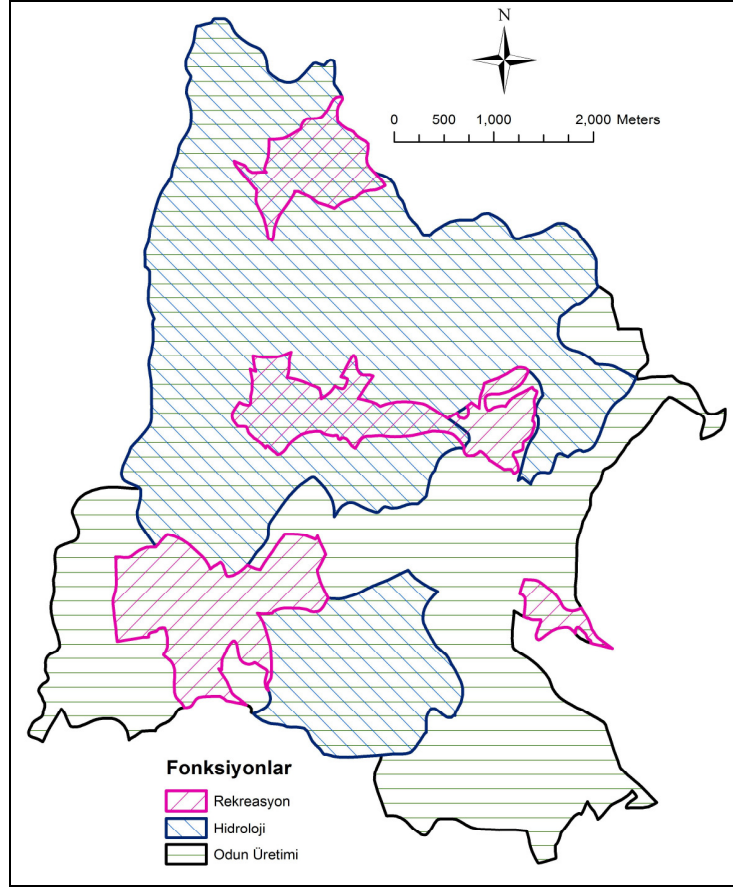 N
0 500 1,000 2,000 Meters
Fonksiyonlar
Rekreasyon
Hidroloji
Odun Üretimi